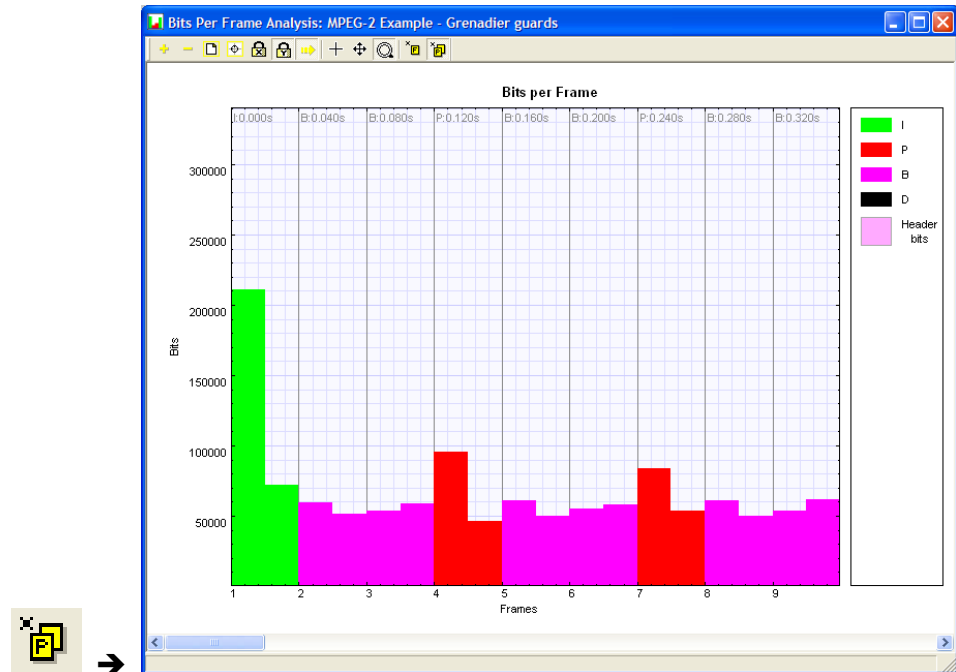 Bits Per Frame Analysis: MPEG-2 Example - Grenadier guards
Bits per Frame
I:0.000s B:0.040s B:0.080s P:0.120s B:0.160s B:0.200s P:0.240s B:0.280s B:0.320s
300000
250000
200000
150000
100000
50000
Bits
1 2 3 4 5 6 7 8 9
Frames
I
P
B
D
Header
bits
P